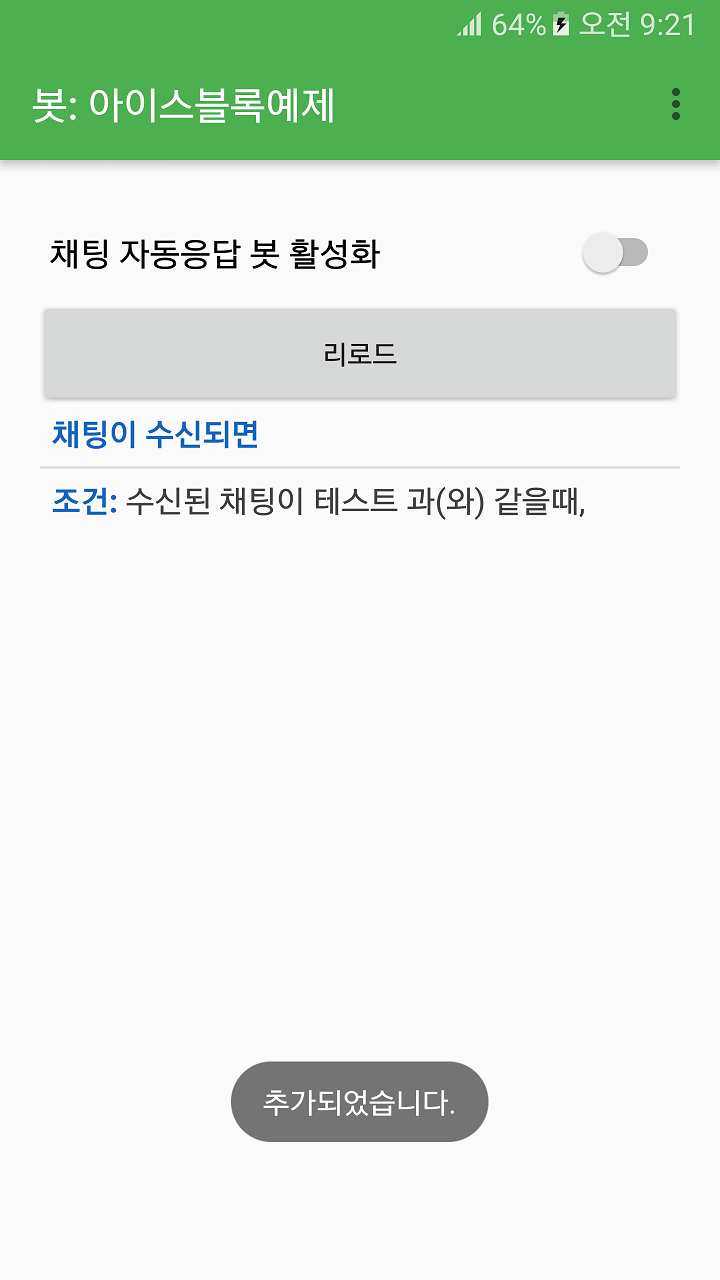 64% 오전 9:21
봇: 아이스블록예제
채팅 자동응답 봇 활성화
리로드
채팅이 수신되면
조건: 수신된 채팅이 테스트 과(와) 같을때,
추가되었습니다.